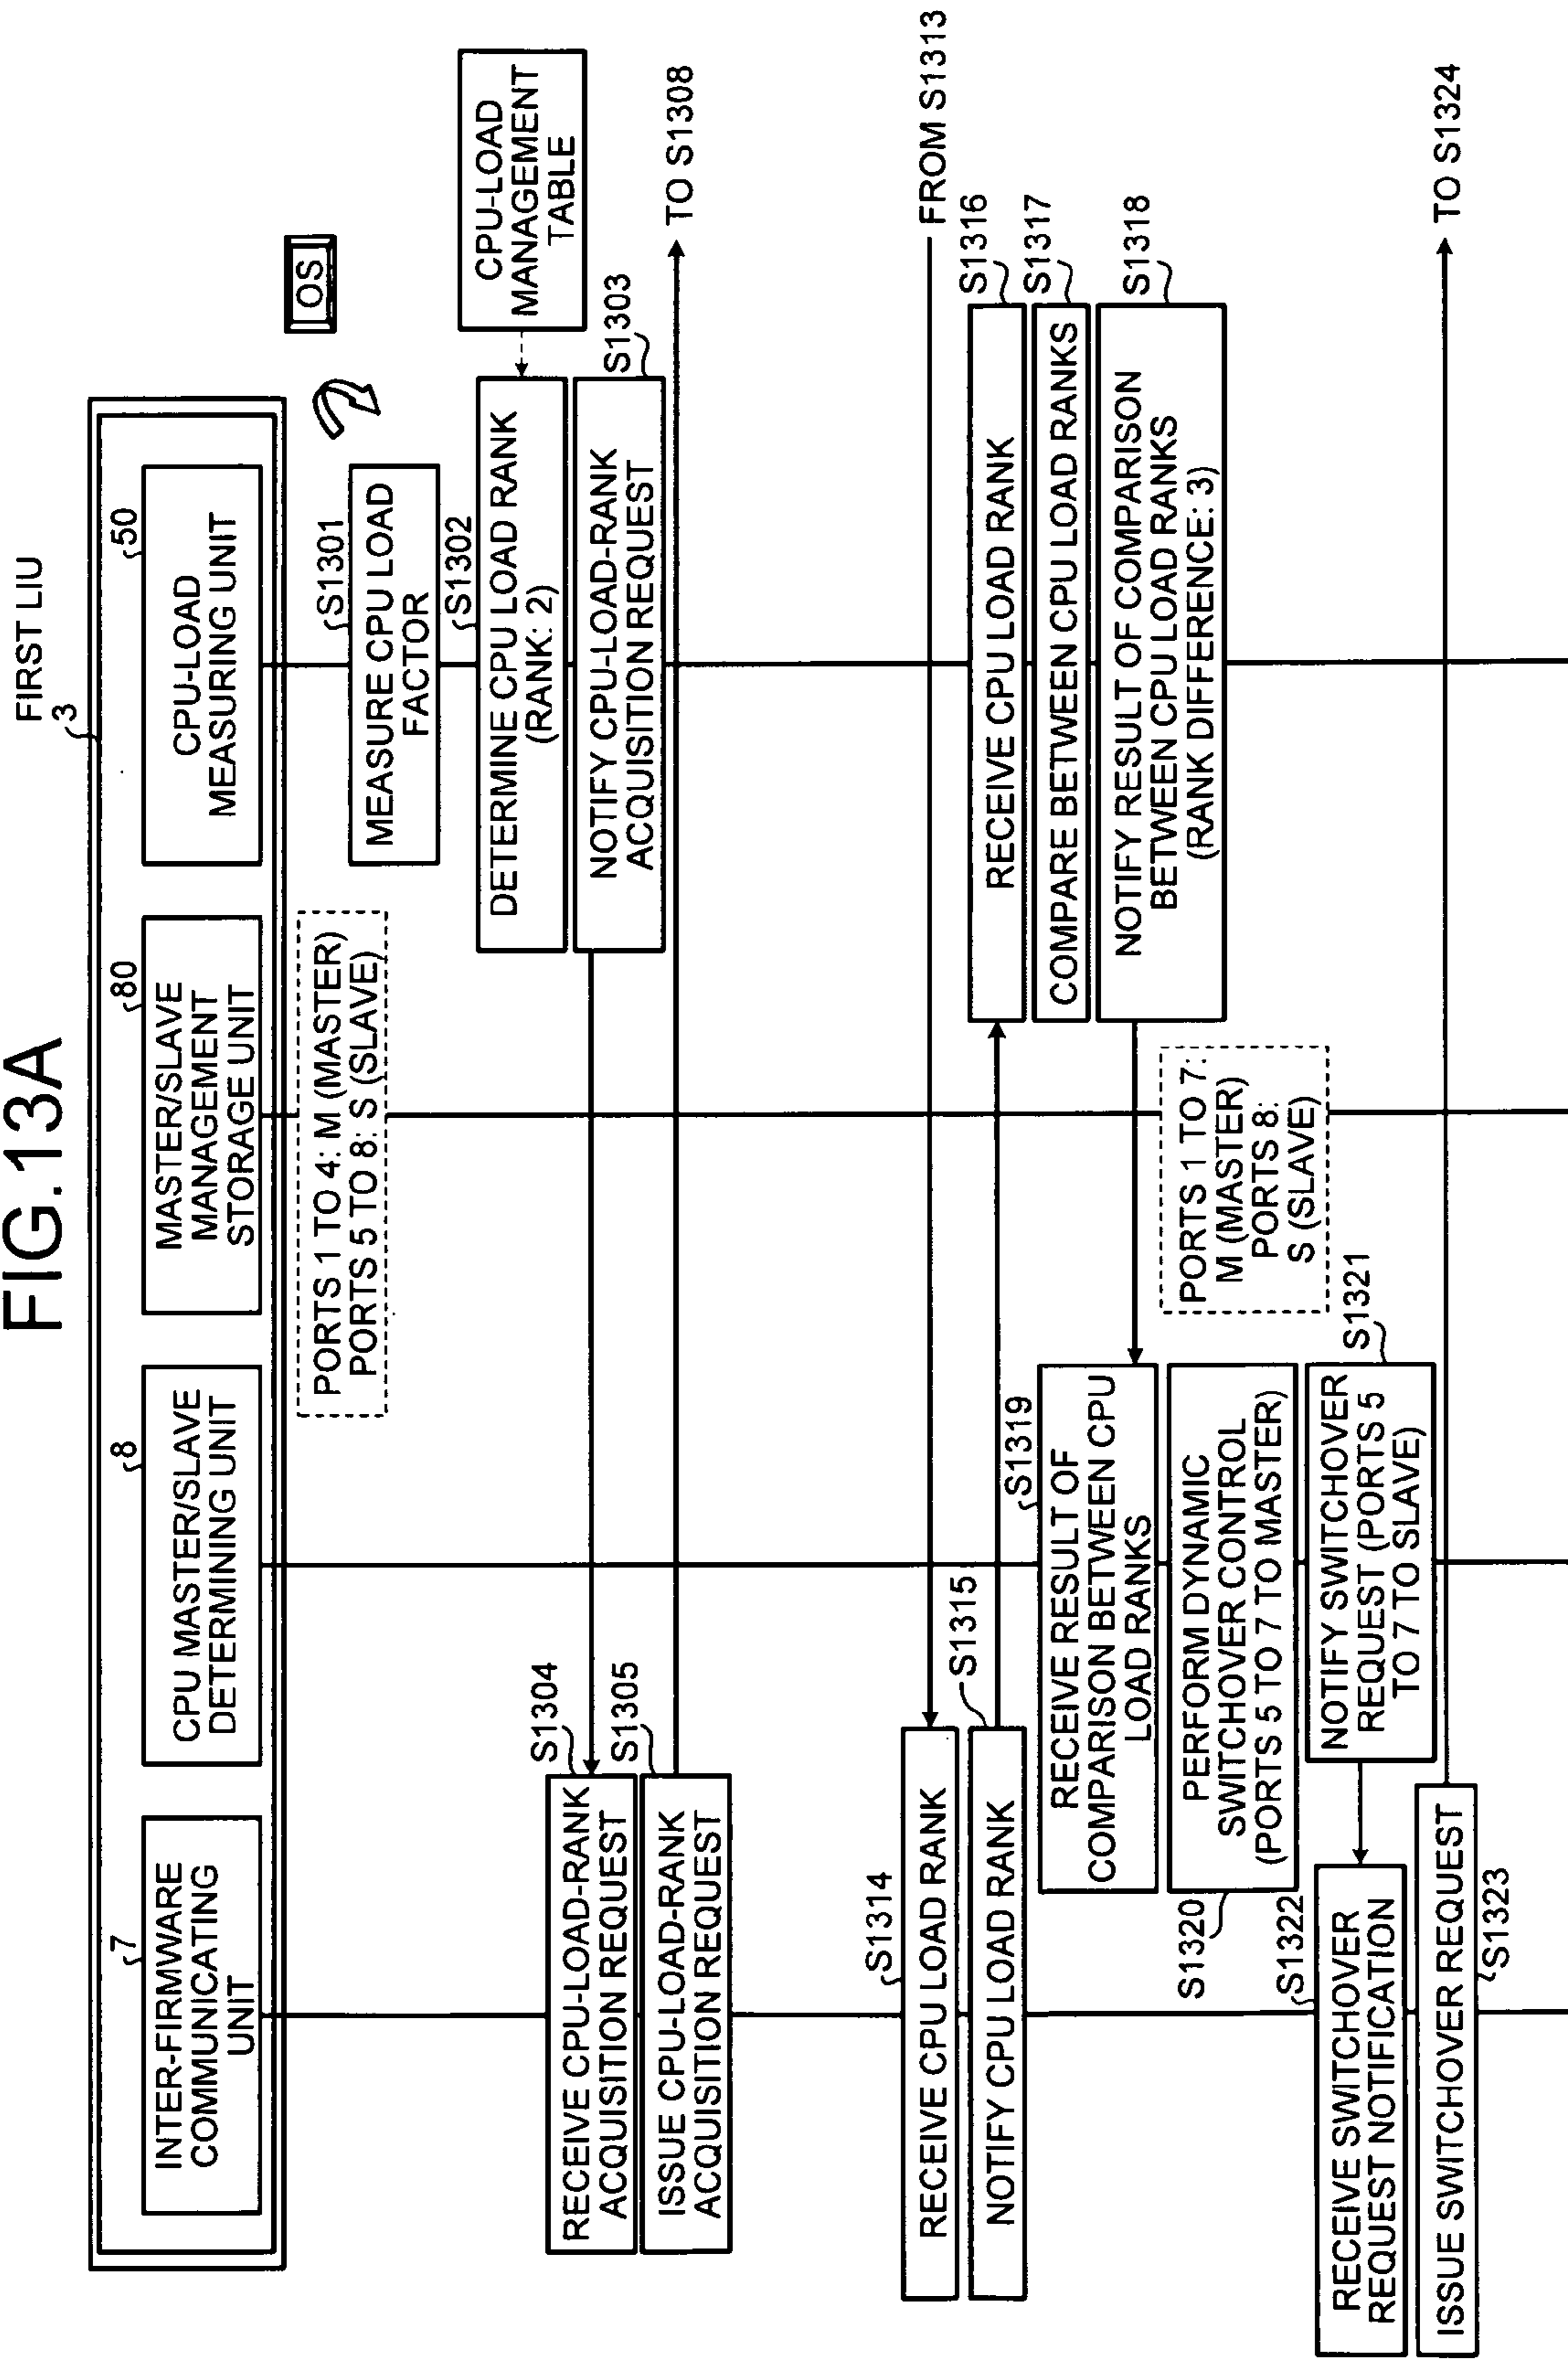 FIG.13A
FIRST LIU
3
7
INTER-FIRMWARE
COMMUNICATING
UNIT
8
CPU MASTER/SLAVE
DETERMINING UNIT
80
MASTER/SLAVE
MANAGEMENT
STORAGE UNIT
50
CPU-LOAD
MEASURING UNIT
OS
PORTS 1 TO 4: M (MASTER)
PORTS 5 TO 8: S (SLAVE)
S1301
MEASURE CPU LOAD
FACTOR
S1302
DETERMINE CPU LOAD RANK
(RANK: 2)
CPU-LOAD
MANAGEMENT
TABLE
S1303
NOTIFY CPU-LOAD-RANK
ACQUISITION REQUEST
S1304
RECEIVE CPU-LOAD-RANK
ACQUISITION REQUEST
S1305
ISSUE CPU-LOAD-RANK
ACQUISITION REQUEST
TO S1308
FROM S1313
S1314
RECEIVE CPU LOAD RANK
S1315
NOTIFY CPU LOAD RANK
S1316
RECEIVE CPU LOAD RANK
S1317
COMPARE BETWEEN CPU LOAD RANKS
S1318
NOTIFY RESULT OF COMPARISON
BETWEEN CPU LOAD RANKS
(RANK DIFFERENCE: 3)
S1319
RECEIVE RESULT OF
COMPARISON BETWEEN CPU
LOAD RANKS
PORTS 1 TO 7:
M (MASTER)
PORTS 8:
S (SLAVE)
S1320
PERFORM DYNAMIC
SWITCHOVER CONTROL
(PORTS 5 TO 7 TO MASTER)
S1321
NOTIFY SWITCHOVER
REQUEST (PORTS 5
TO 7 TO SLAVE)
S1322
RECEIVE SWITCHOVER
REQUEST NOTIFICATION
S1323
ISSUE SWITCHOVER REQUEST
TO S1324